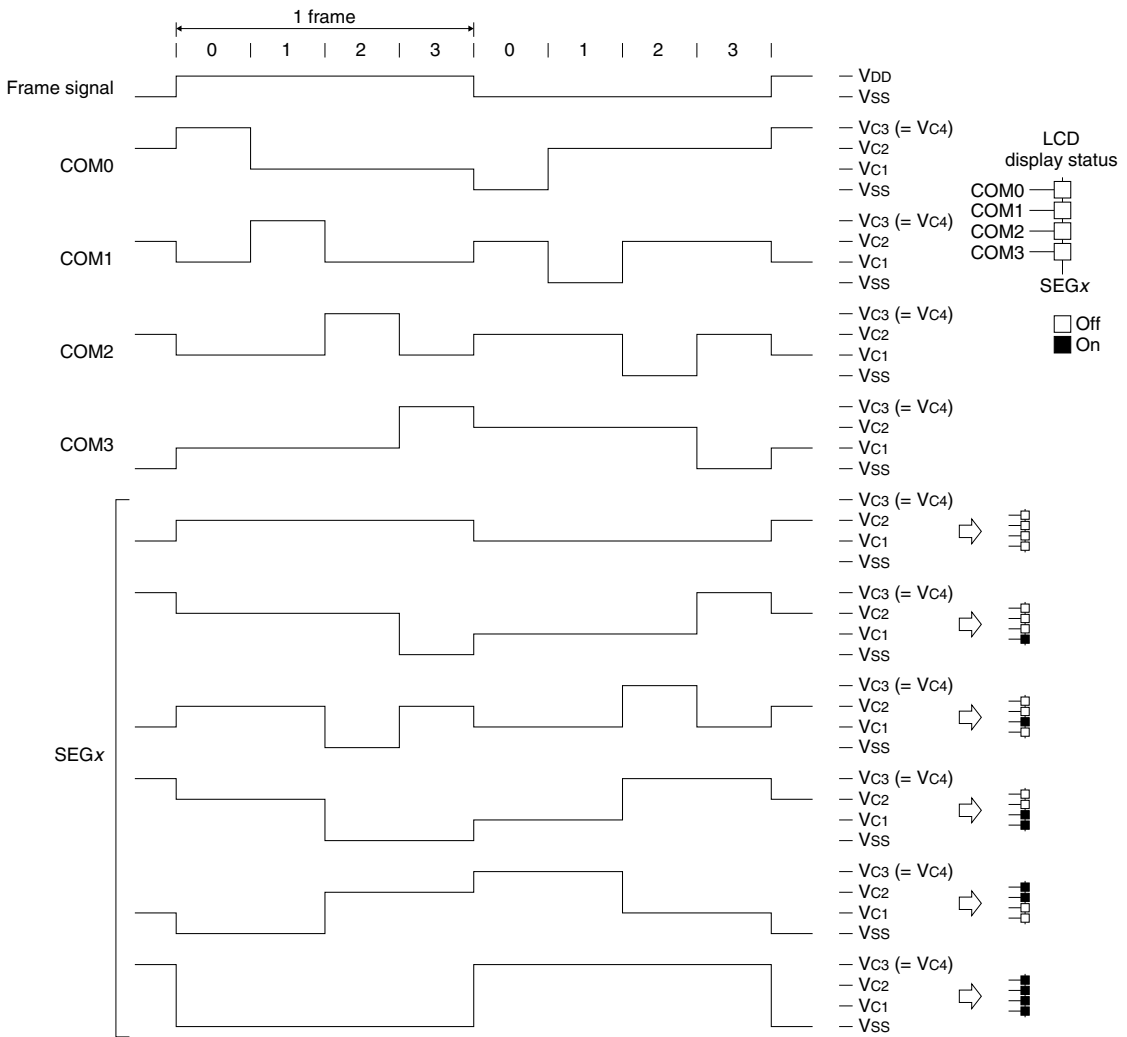 1 frame
0 1 2 3 0 1 2 3
Frame signal
VDD
VSS
COM0
VC3 (= VC4)
VC2
VC1
VSS
LCD
display status
COM0
COM1
COM2
COM3
SEGx
Off
On
COM1
VC3 (= VC4)
VC2
VC1
VSS
COM2
VC3 (= VC4)
VC2
VC1
VSS
COM3
VC3 (= VC4)
VC2
VC1
VSS
SEGx
VC3 (= VC4)
VC2
VC1
VSS
VC3 (= VC4)
VC2
VC1
VSS
VC3 (= VC4)
VC2
VC1
VSS
VC3 (= VC4)
VC2
VC1
VSS
VC3 (= VC4)
VC2
VC1
VSS
VC3 (= VC4)
VC2
VC1
VSS